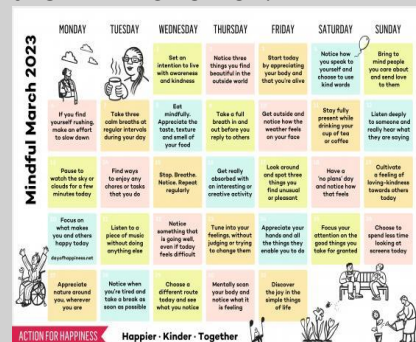 Mindful March 2023
MONDAY TUESDAY WEDNESDAY THURSDAY FRIDAY SATURDAY SUNDAY
Set an
intention to live
with awareness
and kindness
Notice three
things you find
beautiful in the
outside world
Start today
by appreciating
your body and
that you're alive
Notice how
you speak to
yourself and
choose to use
kind words
Bring to
mind people
you care about
and send love
to them
If you find
yourself rushing,
make an effort
to slow down
Take three
calm breaths at
regular intervals
during your day
Eat
mindfully.
Appreciate the
taste, texture
and smell of
your food
Take a full
breath in and
out before you
reply to others
Get outside and
notice how the
weather feels
on your face
Stay fully
present while
drinking your
cup of tea
or coffee
Listen deeply
to someone and
really hear what
they are saying
Pause to
watch the sky or
clouds for a few
minutes today
Find ways
to enjoy any
chores or tasks
that you do
Stop. Breathe.
Notice. Repeat
regularly
Get really
absorbed with
an interesting or
creative activity
Look around
and spot three
things you
find unusual
or pleasant
Have a
'no plans' day
and notice how
that feels
Cultivate
a feeling of
loving-kindness
towards others
today
Focus on
what makes
you and others
happy today
dayofhappiness.net
Listen to a
piece of music
without doing
anything else
Notice
something that
is going well,
even if today
feels difficult
Tune into your
feelings, without
judging or trying
to change them
Appreciate your
hands and all
the things they
enable you to do
Focus your
attention on the
good things you
take for granted
Choose to
spend less time
looking at
screens today
Appreciate
nature around
you, wherever
you are
Notice when
you're tired and
take a break as
soon as possible
Choose a
different route
today and see
what you notice
Mentally scan
your body and
notice what it
is feeling
Discover
the joy in the
simple things
of life
ACTION FOR HAPPINESS
Happier · Kinder · Together